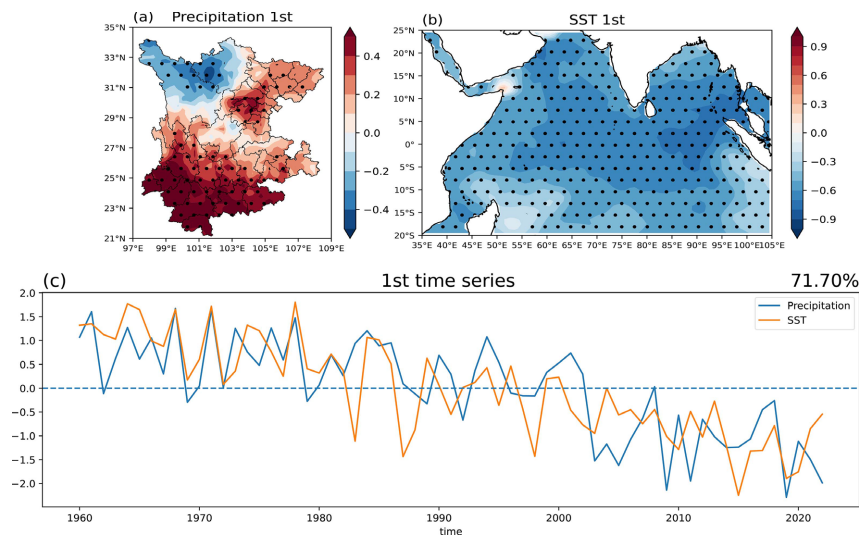 (a) Precipitation 1st
35°N
33°N
31°N
29°N
27°N
25°N
23°N
21°N
97°E 99°E 101°E 103°E 105°E 107°E 109°E
0.4
0.2
0.0
−0.2
−0.4
(b) SST 1st
25°N
20°N
15°N
10°N
5°N
0°
5°S
10°S
15°S
20°S
35°E 40°E 45°E 50°E 55°E 60°E 65°E 70°E 75°E 80°E 85°E 90°E 95°E 100°E 105°E
0.9
0.6
0.3
0.0
−0.3
−0.6
−0.9
(c) 1st time series 71.70%
2.0
1.5
1.0
0.5
0.0
−0.5
−1.0
−1.5
−2.0
Precipitation
SST
1960 1970 1980 1990 2000 2010 2020
time